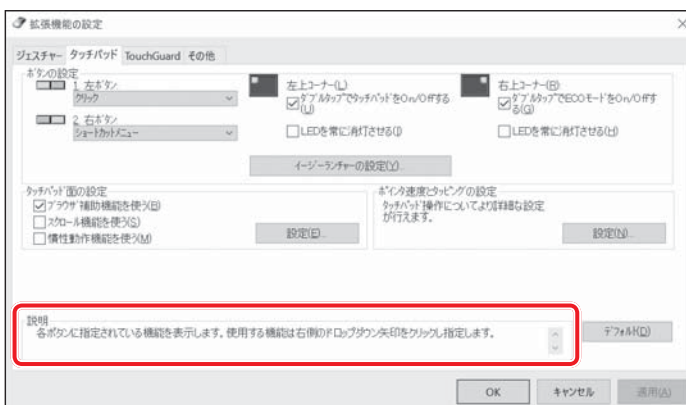 拡張機能の設定
ジェスチャー タッチパッド TouchGuard その他
ボタンの設定
1 左ボタン
クリック
2 右ボタン
ショートカットメニュー
左上コーナー(L)
ダブルタップでタッチパッドをOn/Offする
(U)
LEDを常に消灯させる(I)
右上コーナー(R)
ダブルタップでECOモードをOn/Offす
る(G)
LEDを常に消灯させる(H)
イージーランチャーの設定(Y)...
タッチパッド面の設定
ブラウザ補助機能を使う(B)
スクロール機能を使う(S)
慣性動作機能を使う(M)
設定(E)...
ポインタ速度とタッピングの設定
タッチパッド操作についてより詳細な設定
が行えます。
設定(N)...
説明
各ボタンに指定されている機能を表示します。使用する機能は右側のドロップダウン矢印をクリックし指定します。
デフォルト(D)
OK キャンセル 適用(A)